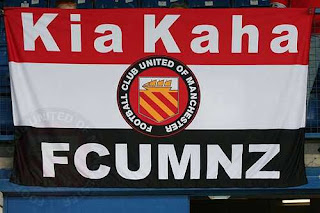 Kia Kaha
FOOTBALL CLUB UNITED OF MANCHESTER
FCUMNZ